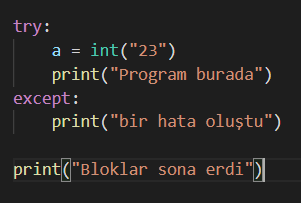 try:
    a = int("23")
    print("Program burada")
except:
    print("bir hata oluştu")

print("Bloklar sona erdi")